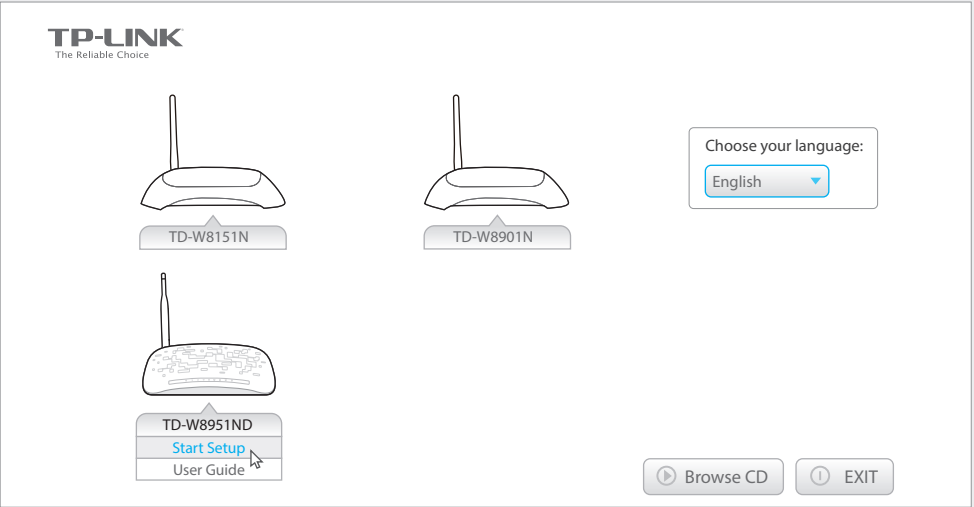 TP-LINK
The Reliable Choice
Choose your language:
English
TD-W8151N
TD-W8901N
TD-W8951ND
Start Setup
User Guide
Browse CD
EXIT